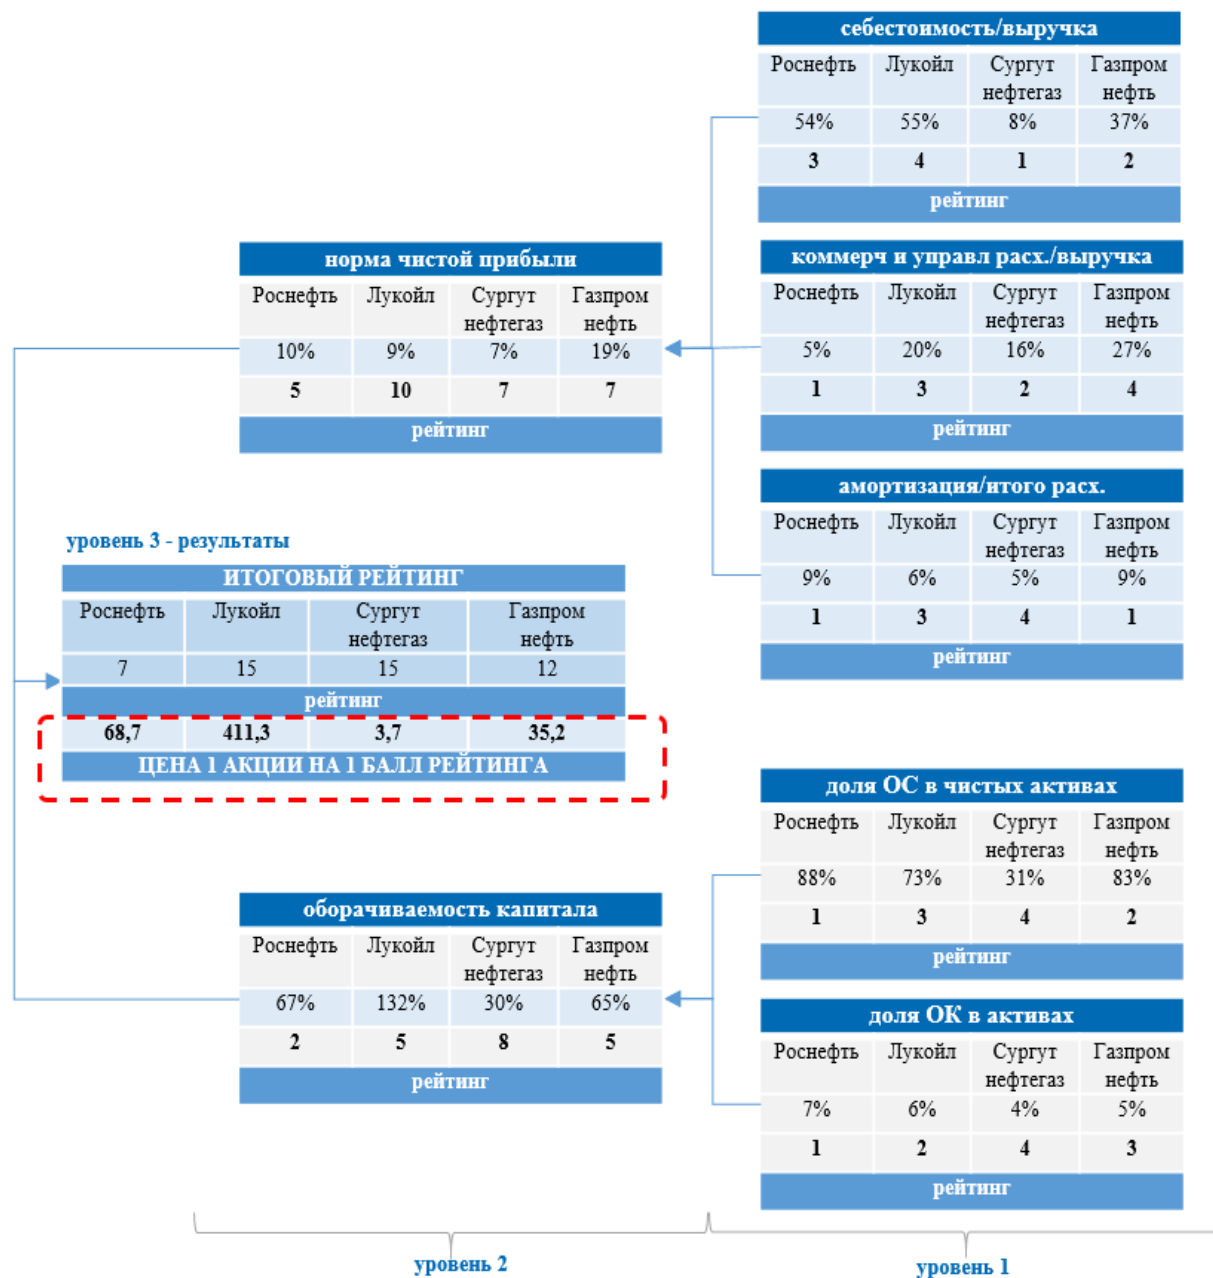 себестоимость/выручка
Роснефть Лукойл Сургут Газпром
нефтегаз нефть
54% 55% 8% 37%
3 4 1 2
рейтинг
норма чистой прибыли
Роснефть Лукойл Сургут Газпром
нефтегаз нефть
10% 9% 7% 19%
5 10 7 7
рейтинг
коммерч и управл расх./выручка
Роснефть Лукойл Сургут Газпром
нефтегаз нефть
5% 20% 16% 27%
1 3 2 4
рейтинг
амортизация/итого расх.
Роснефть Лукойл Сургут Газпром
нефтегаз нефть
9% 6% 5% 9%
1 3 4 1
рейтинг
уровень 3 - результаты
ИТОГОВЫЙ РЕЙТИНГ
Роснефть Лукойл Сургут Газпром
нефтегаз нефть
7 15 15 12
рейтинг
68,7 411,3 3,7 35,2
ЦЕНА 1 АКЦИИ НА 1 БАЛЛ РЕЙТИНГА
доля ОС в чистых активах
Роснефть Лукойл Сургут Газпром
нефтегаз нефть
88% 73% 31% 83%
1 3 4 2
рейтинг
оборачиваемость капитала
Роснефть Лукойл Сургут Газпром
нефтегаз нефть
67% 132% 30% 65%
2 5 8 5
рейтинг
доля ОК в активах
Роснефть Лукойл Сургут Газпром
нефтегаз нефть
7% 6% 4% 5%
1 2 4 3
рейтинг
уровень 2
уровень 1